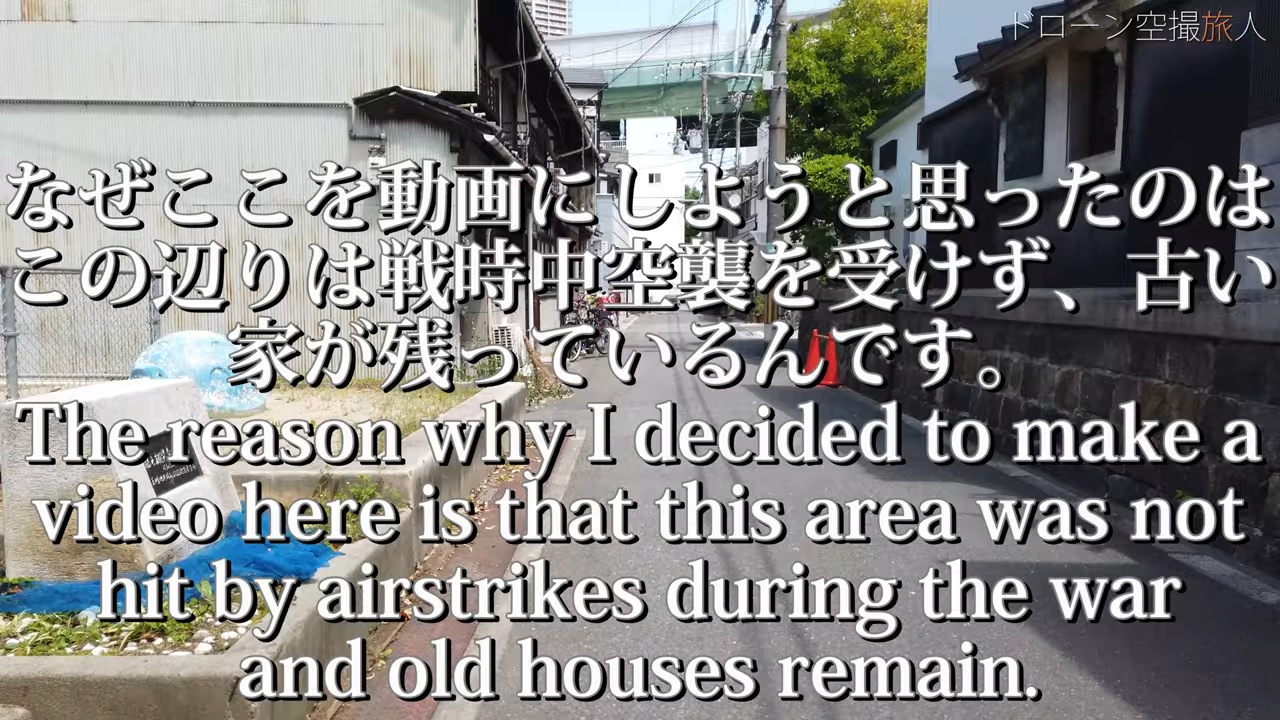 ドローン空撮旅人
なぜここを動画にしようと思ったのは
この辺りは戦時中空襲を受けず、古い
家が残っているんです。
The reason why I decided to make a
video here is that this area was not
hit by airstrikes during the war
and old houses remain.